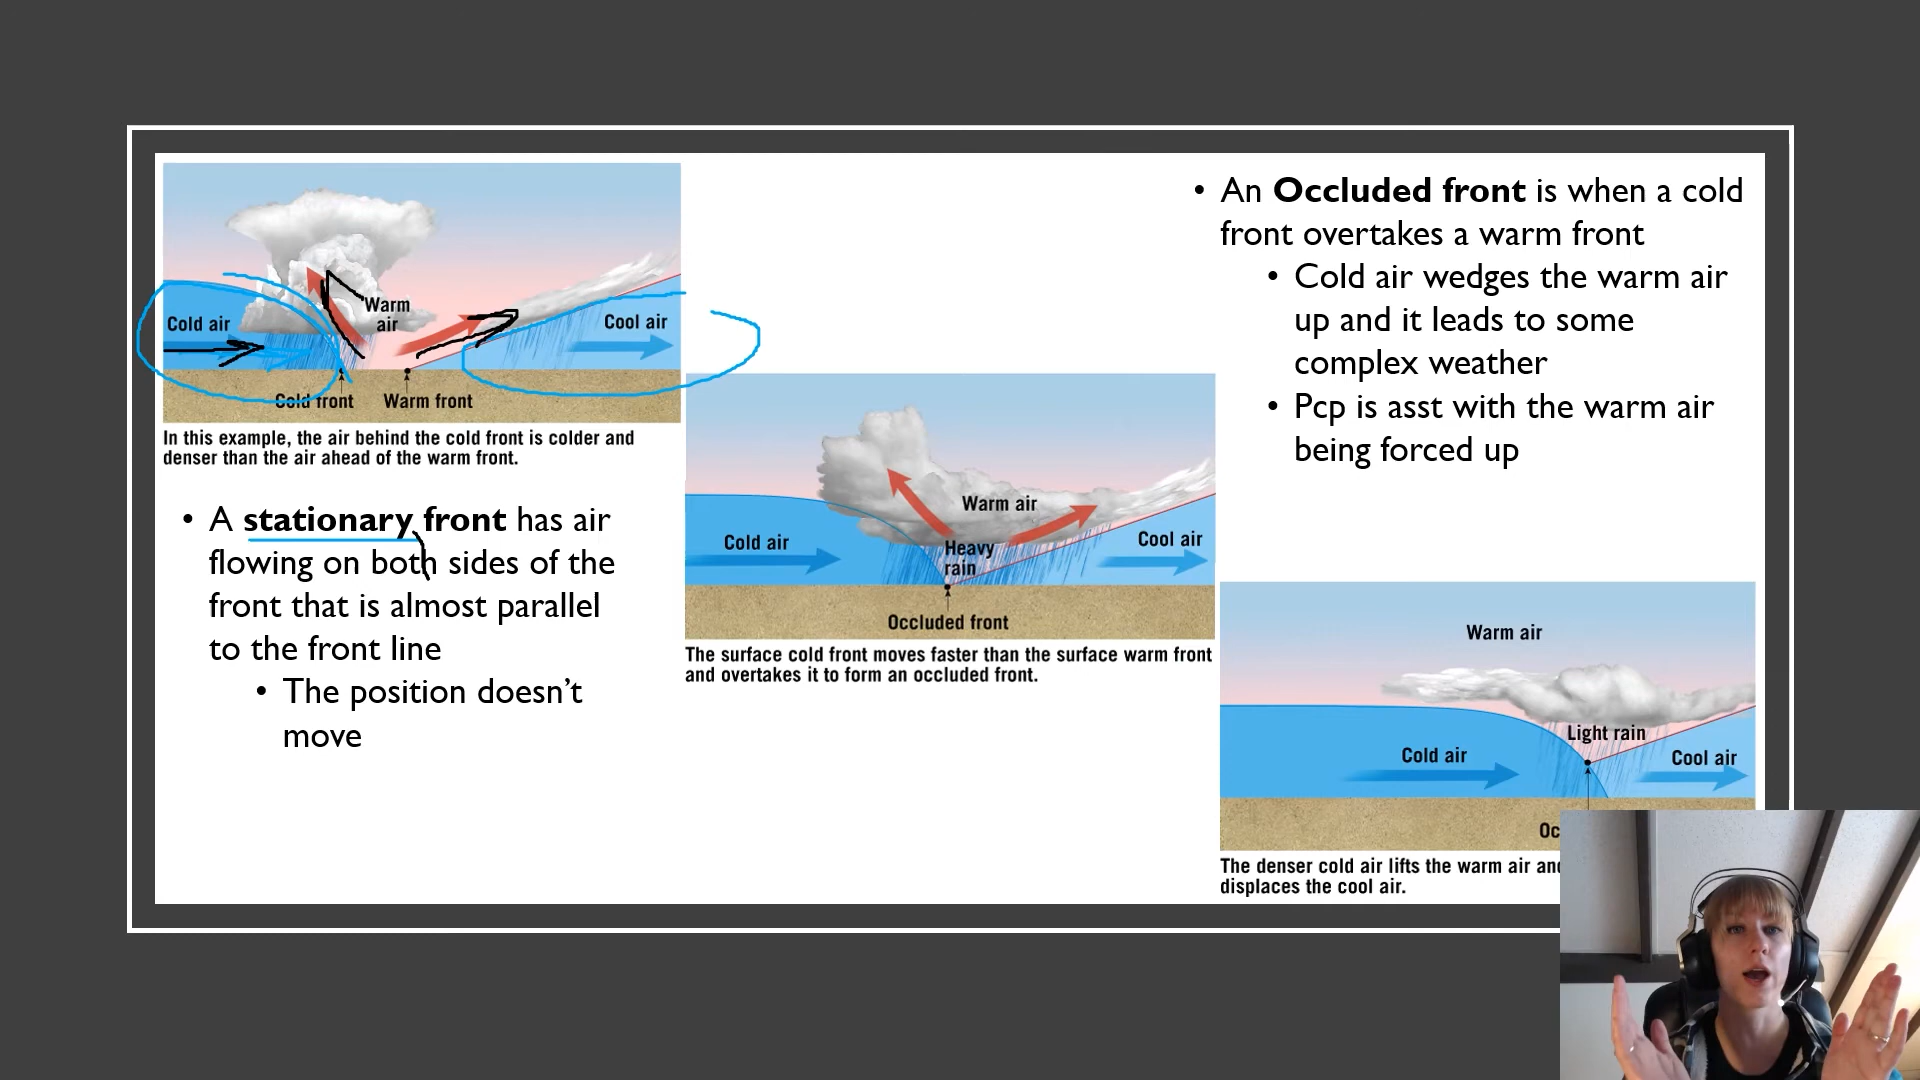 Cold air
Warm
air
Cool air
Cold front
Warm front
In this example, the air behind the cold front is colder and
denser than the air ahead of the warm front.
• A stationary front has air
flowing on both sides of the
front that is almost parallel
to the front line
• The position doesn’t
move
Warm air
Cold air
Heavy
rain
Cool air
Occluded front
The surface cold front moves faster than the surface warm front
and overtakes it to form an occluded front.
• An Occluded front is when a cold
front overtakes a warm front
• Cold air wedges the warm air
up and it leads to some
complex weather
• Pcp is asst with the warm air
being forced up
Warm air
Light rain
Cold air
Cool air
The denser cold air lifts the warm air
displaces the cool air.